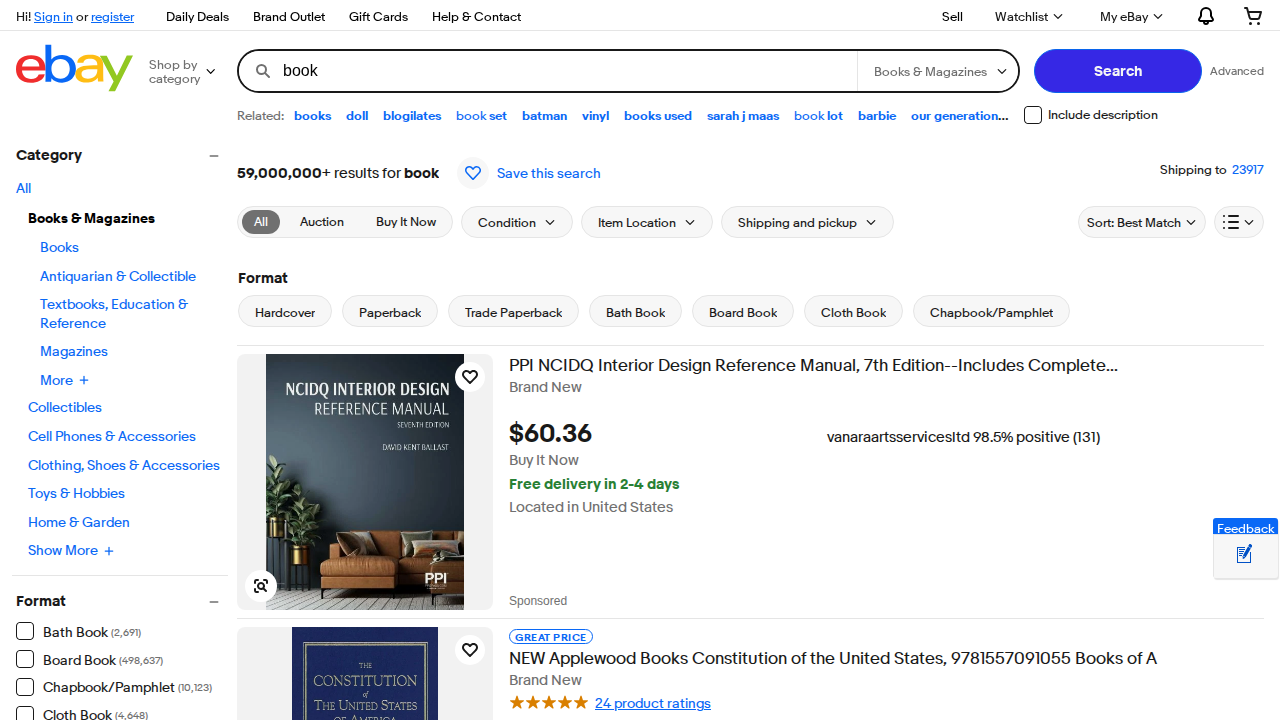 Hi! Sign in or register
Daily Deals
Brand Outlet
Gift Cards
Help & Contact
Sell
Watchlist
My eBay
ebay
Shop by
category
book
Books & Magazines
Search
Advanced
Related: books doll blogilates book set batman vinyl books used sarah j maas book lot barbie our generation...
Include description
Category
All
Books & Magazines
Books
Antiquarian & Collectible
Textbooks, Education &
Reference
Magazines
More
Collectibles
Cell Phones & Accessories
Clothing, Shoes & Accessories
Toys & Hobbies
Home & Garden
Show More
Format
Bath Book (2,691)
Board Book (498,637)
Chapbook/Pamphlet (10,123)
Cloth Book (4,648)
59,000,000+ results for book
Save this search
Shipping to 23917
All
Auction
Buy It Now
Condition
Item Location
Shipping and pickup
Sort: Best Match
Format
Hardcover
Paperback
Trade Paperback
Bath Book
Board Book
Cloth Book
Chapbook/Pamphlet
NCIDQ INTERIOR DESIGN
REFERENCE MANUAL
SEVENTH EDITION
DAVID KENT BALLAST
PPI
PPI NCIDQ Interior Design Reference Manual, 7th Edition--Includes Complete...
Brand New
$60.36
vanaraartsservicesltd 98.5% positive (131)
Buy It Now
Free delivery in 2-4 days
Located in United States
Sponsored
Feedback
THE
CONSTITUTION
of
THE UNITED STATES
OF AMERICA
GREAT PRICE
NEW Applewood Books Constitution of the United States, 9781557091055 Books of A
Brand New
24 product ratings